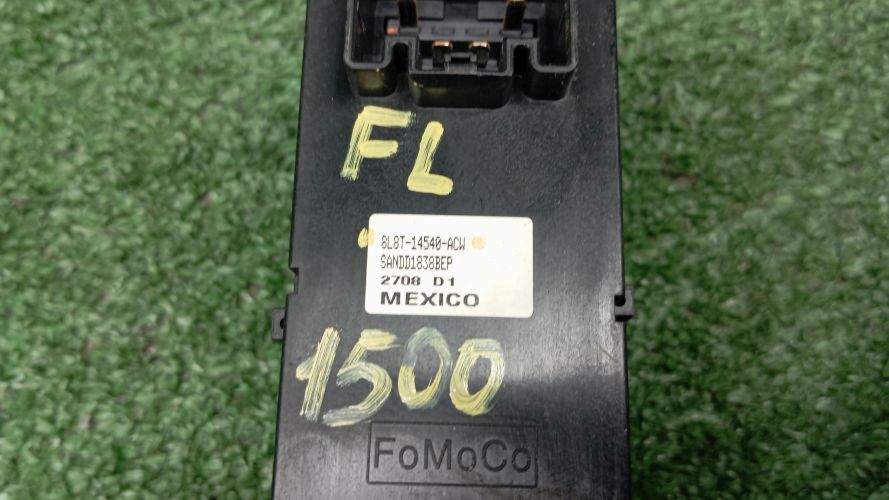 FL
8L8T-14540-ACW
SANDD1838BEP
2708 D1
MEXICO
1500
FoMoCo